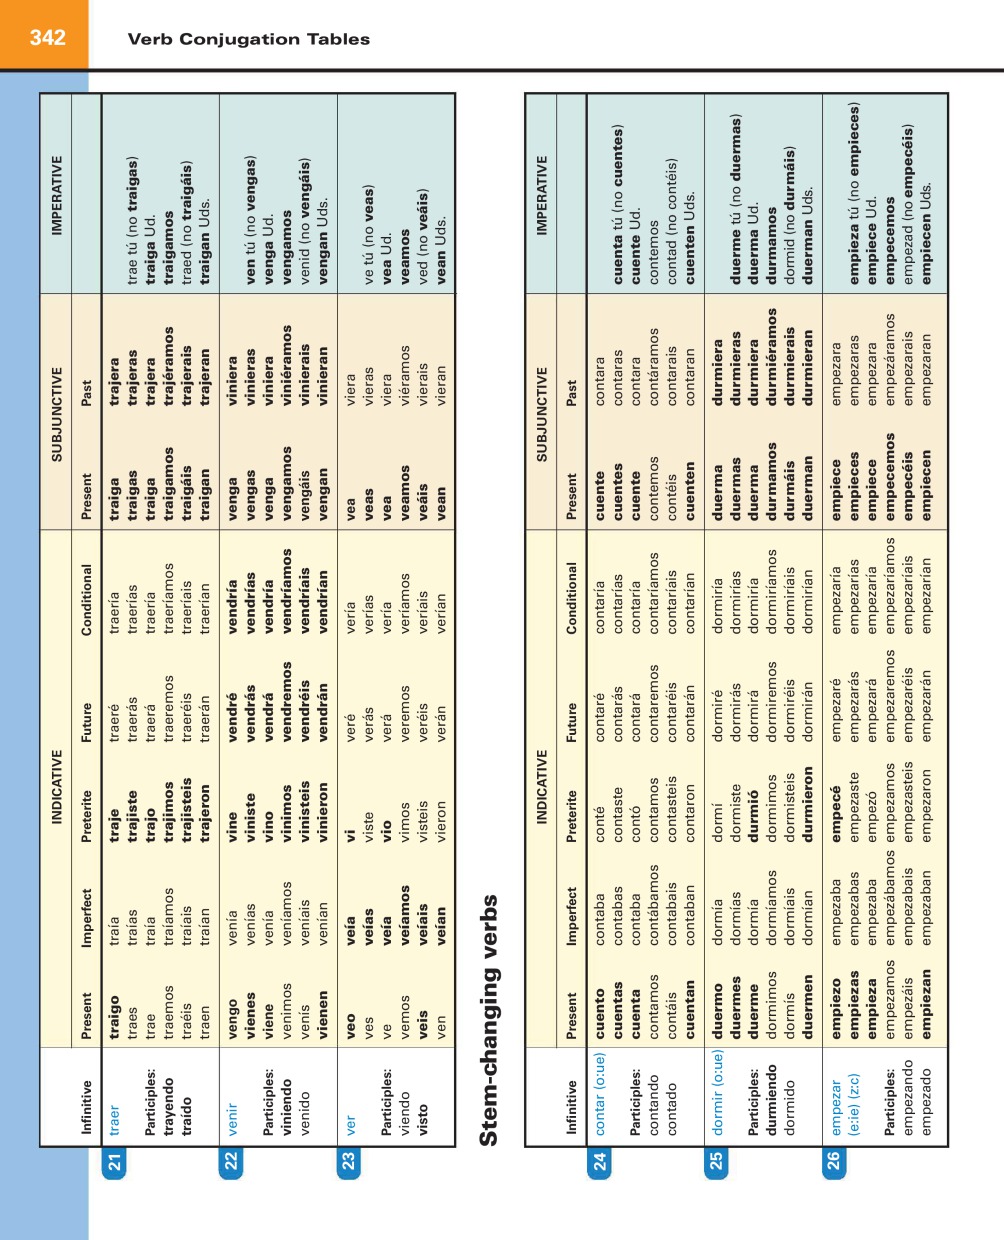 342
Verb Conjugation Tables
INDICATIVE SUBJUNCTIVE IMPERATIVE
Infinitive Present Imperfect Preterite Future Conditional Present Past
21 traer traigo traía traje traeré traería traiga trajera
traes traías trajiste traerás traerías traigas trajeras trae tú (no traigas)
Participles: trae traía trajo traerá traería traiga trajera traiga Ud.
trayendo traemos traíamos trajimos traeremos traeríamos traigamos trajéramos traigamos
traído traéis traíais trajisteis traeréis traeríais traigáis trajerais traed (no traigáis)
traen traían trajeron traerán traerían traigan trajeran traigan Uds.
22 venir vengo venía vine vendré vendría venga viniera
vienes venías viniste vendrás vendrías vengas vinieras ven tú (no vengas)
Participles: viene venía vino vendrá vendría venga viniera venga Ud.
viniendo venimos veníamos vinimos vendremos vendríamos vengamos viniéramos vengamos
venido venís veníais vinisteis vendréis vendríais vengáis vinierais venid (no vengáis)
vienen venían vinieron vendrán vendrían vengan vinieran vengan Uds.
23 ver veo veía vi veré vería vea viera
ves veías viste verás verías veas vieras ve tú (no veas)
Participles: ve veía vio verá vería vea viera vea Ud.
viendo vemos veíamos vimos veremos veríamos veamos viéramos veamos
visto veis veíais visteis veréis veríais veáis vierais ved (no veáis)
ven veían vieron verán verían vean vieran vean Uds.
Stem-changing verbs
INDICATIVE SUBJUNCTIVE IMPERATIVE
Infinitive Present Imperfect Preterite Future Conditional Present Past
24 contar (o:ue) cuento contaba conté contaré contaría cuente contara
cuentas contabas contaste contarás contarías cuentes contaras cuenta tú (no cuentes)
Participles: cuenta contaba contó contará contaría cuente contara cuente Ud.
contando contamos contábamos contamos contaremos contaríamos contemos contáramos contemos
contado contáis contabais contasteis contaréis contaríais contéis contarais contad (no contéis)
cuentan contaban contaron contarán contarían cuenten contaran cuenten Uds.
25 dormir (o:ue) duermo dormía dormí dormiré dormiría duerma durmiera
duermes dormías dormiste dormirás dormirías duermas durmieras duerme tú (no duermas)
Participles: duerme dormía durmió dormirá dormiría duerma durmiera duerma Ud.
durmiendo dormimos dormíamos dormimos dormiremos dormiríamos durmamos durmiéramos durmamos
dormido dormís dormíais dormisteis dormiréis dormiríais durmáis durmierais dormid (no durmáis)
duermen dormían durmieron dormirán dormirían duerman durmieran duerman Uds.
26 empezar empiezo empezaba empecé empezaré empezaría empiece empezara
(e:ie) (z:c) empiezas empezabas empezaste empezarás empezarías empieces empezaras empieza tú (no empieces)
empieza empezaba empezó empezará empezaría empiece empezara empiece Ud.
Participles: empezamos empezábamos empezamos empezaremos empezaríamos empecemos empezáramos empecemos
empezando empezáis empezabais empezasteis empezaréis empezaríais empecéis empezarais empezad (no empecéis)
empezado empiezan empezaban empezaron empezarán empezarían empiecen empezaran empiecen Uds.